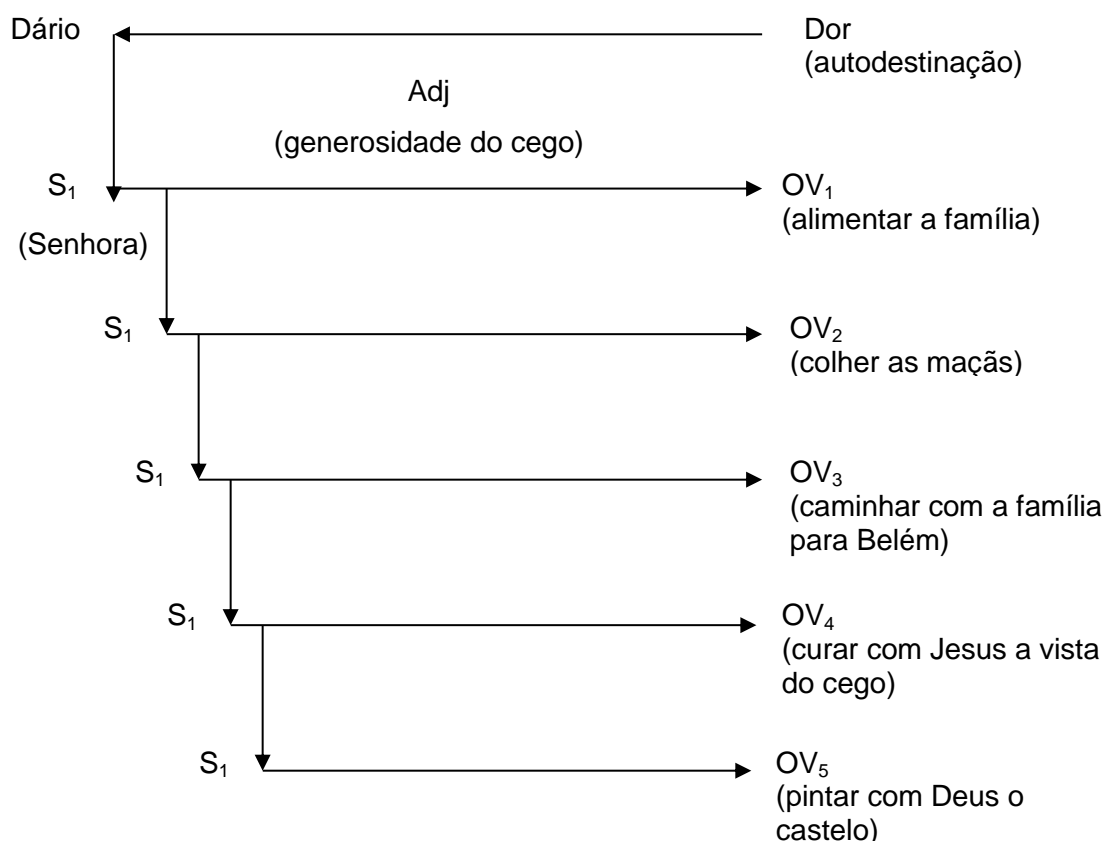 Dário
Dor
(autodestinação)
Adj
(generosidade do cego)
S₁
OV₁
(alimentar a família)
(Senhora)
S₁
OV₂
(colher as maçãs)
S₁
OV₃
(caminhar com a família
para Belém)
S₁
OV₄
(curar com Jesus a vista
do cego)
S₁
OV₅
(pintar com Deus o
castelo)